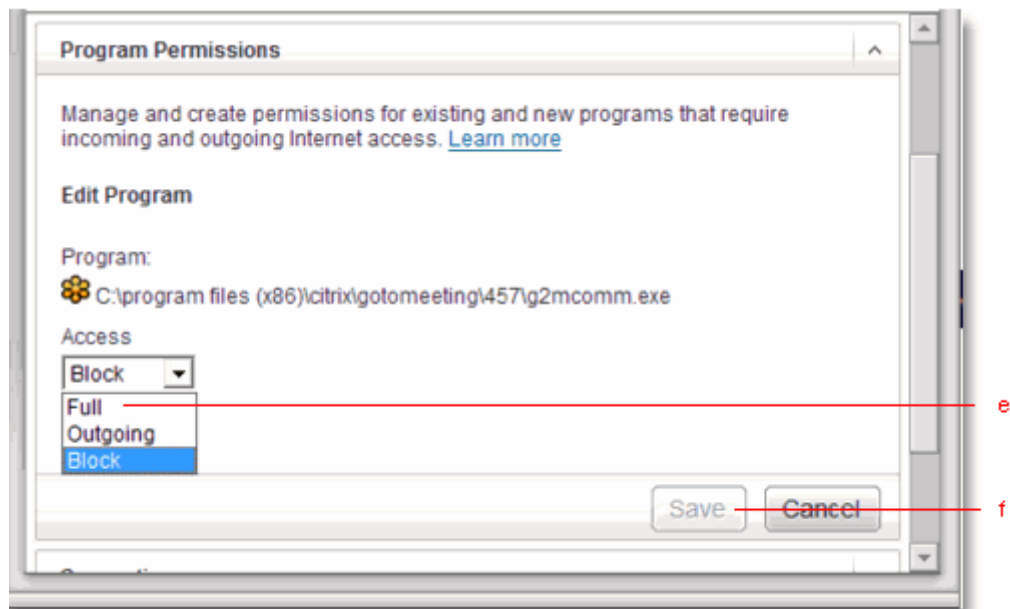 Program Permissions
Manage and create permissions for existing and new programs that require
incoming and outgoing Internet access. Learn more
Edit Program
Program:
C:\program files (x86)\citrix\gotomeeting\457\g2mcomm.exe
Access
Block
Full
e
Outgoing
Block
Save
Cancel
f